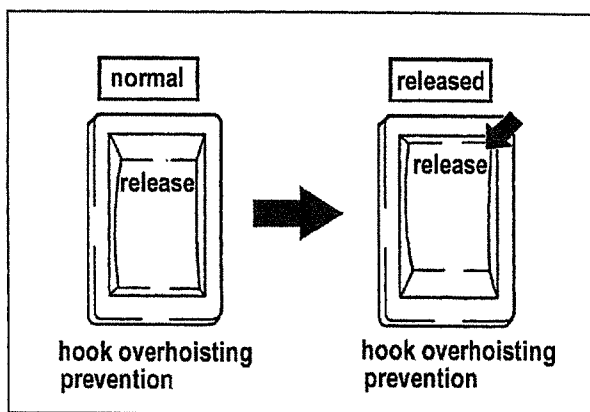 normal
released
release
release
hook overhoisting
prevention
hook overhoisting
prevention